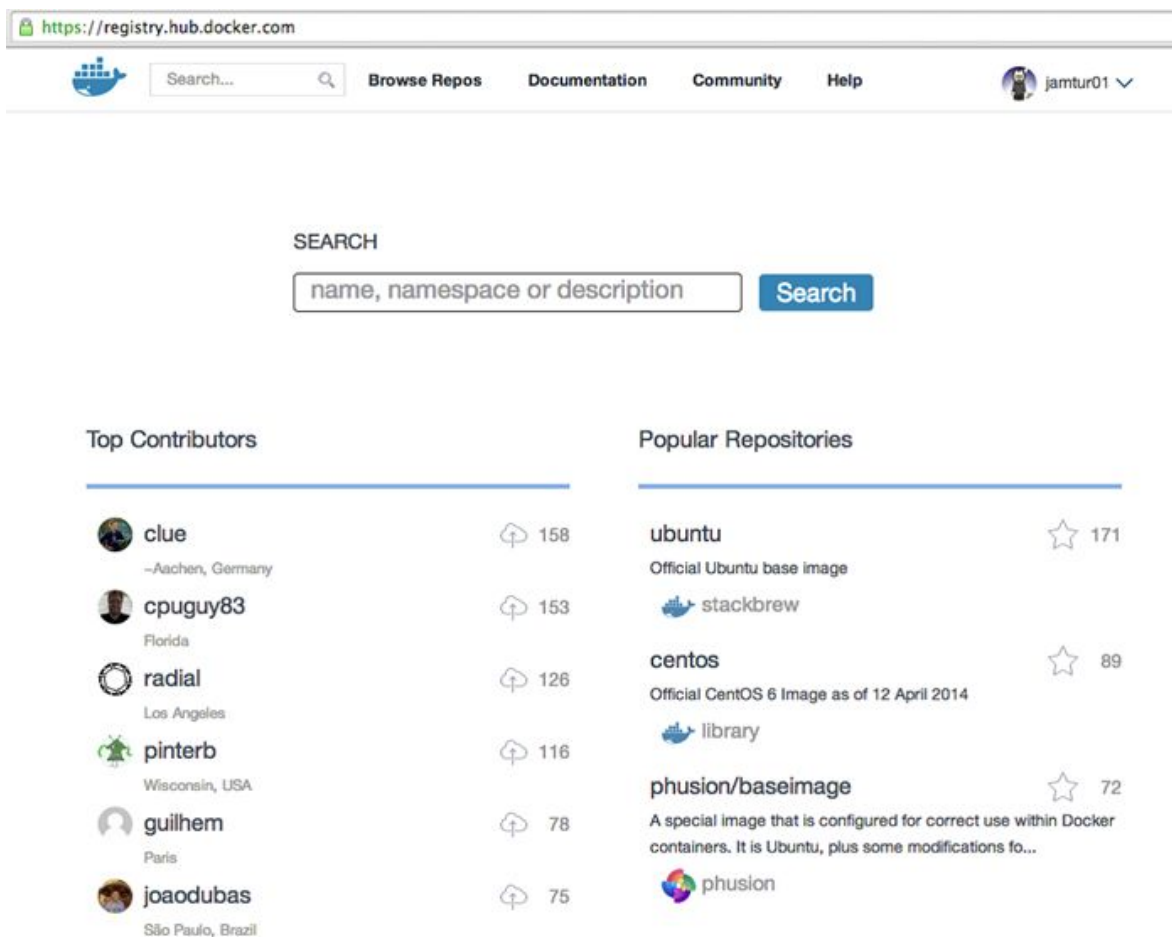 https://registry.hub.docker.com
Search... Browse Repos Documentation Community Help jamtur01
SEARCH
name, namespace or description Search
Top Contributors
clue 158
~Aachen, Germany
cpuguy83 153
Florida
radial 126
Los Angeles
pinterb 116
Wisconsin, USA
guilhem 78
Paris
joaodubas 75
São Paulo, Brazil
Popular Repositories
ubuntu 171
Official Ubuntu base image
stackbrew
centos 89
Official CentOS 6 Image as of 12 April 2014
library
phusion/baseimage 72
A special image that is configured for correct use within Docker
containers. It is Ubuntu, plus some modifications fo...
phusion